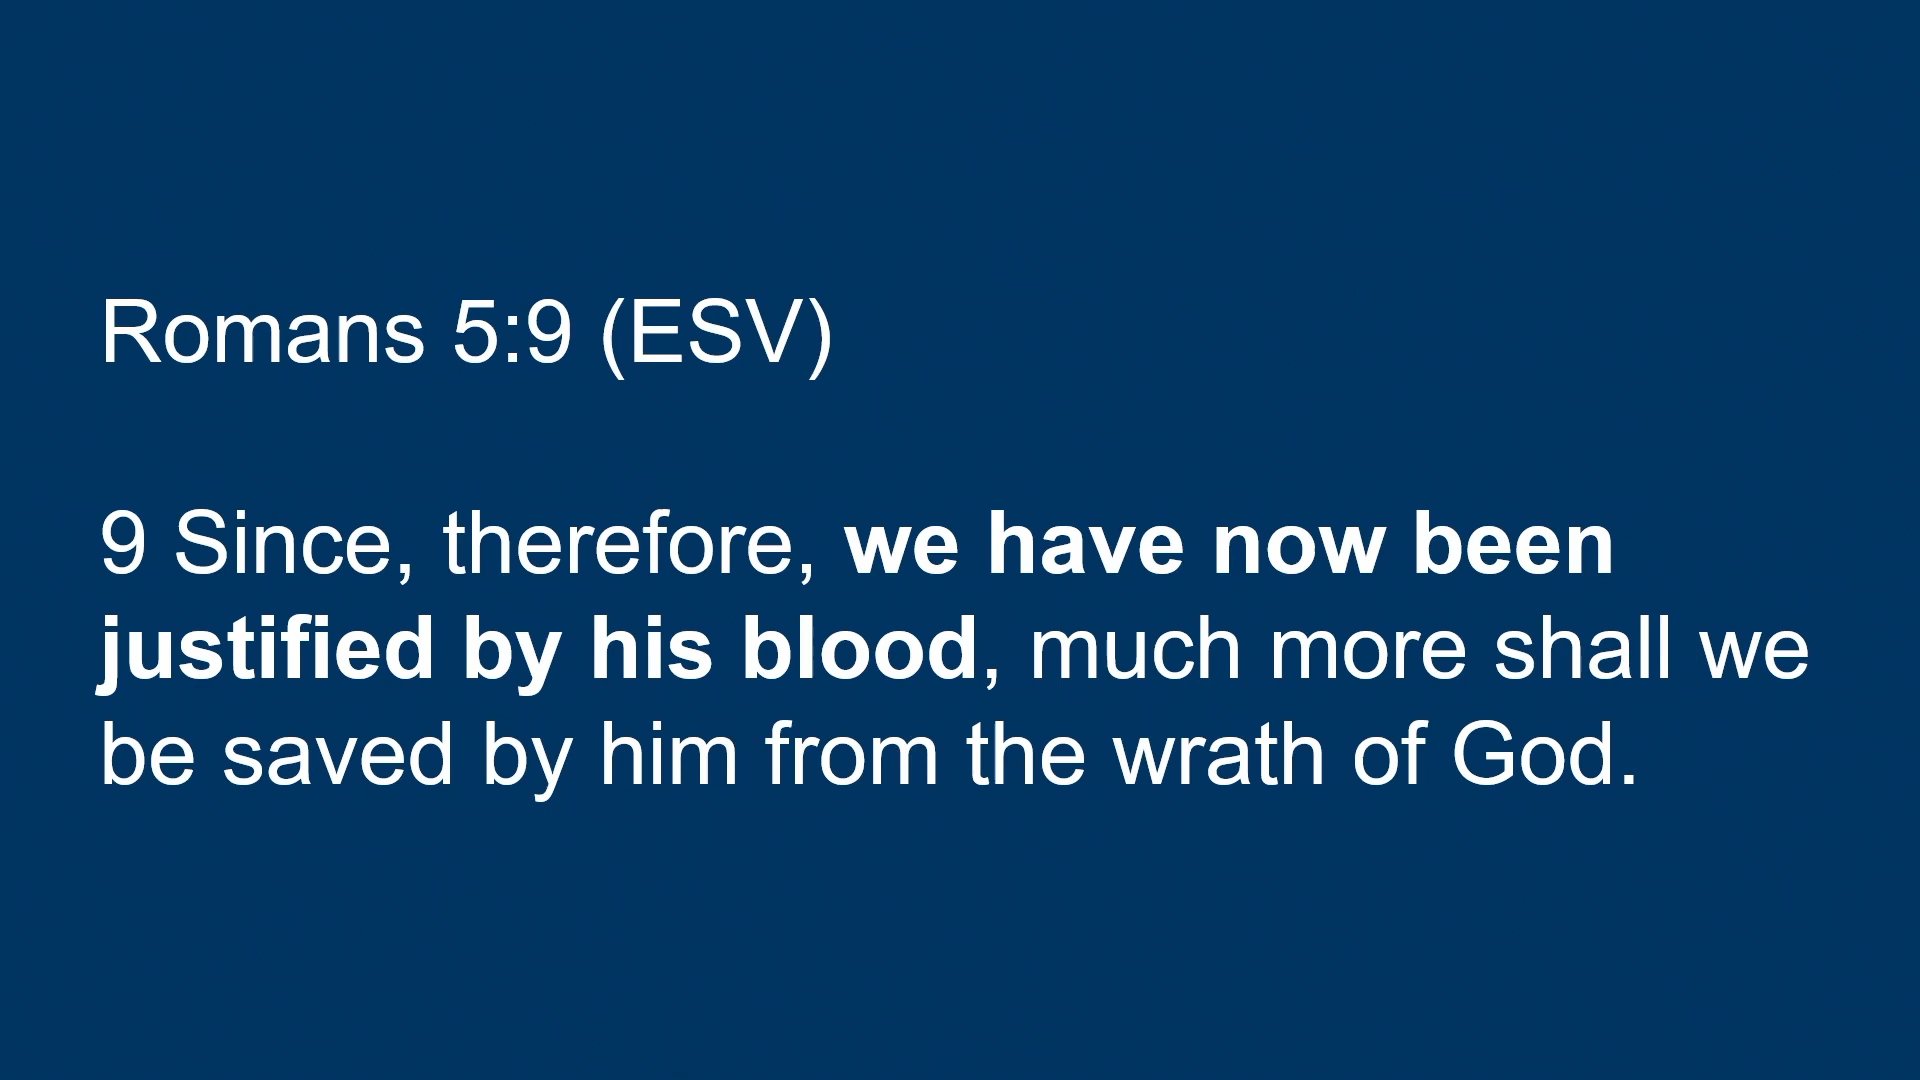 Romans 5:9 (ESV)
9 Since, therefore, we have now been
justified by his blood, much more shall we
be saved by him from the wrath of God.